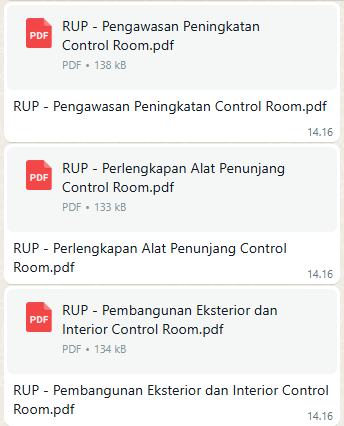 PDF
RUP - Pengawasan Peningkatan
Control Room.pdf
PDF • 138 kB
RUP - Pengawasan Peningkatan Control Room.pdf
14.16
PDF
RUP - Perlengkapan Alat Penunjang
Control Room.pdf
PDF • 133 kB
RUP - Perlengkapan Alat Penunjang Control
Room.pdf
14.16
PDF
RUP - Pembangunan Eksterior dan
Interior Control Room.pdf
PDF • 134 kB
RUP - Pembangunan Eksterior dan Interior Control
Room.pdf
14.16